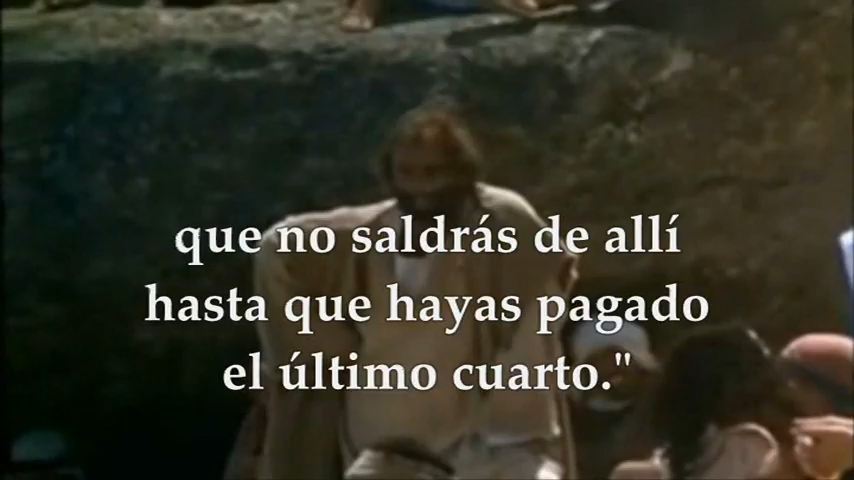 que no saldrás de allí
hasta que hayas pagado
el último cuarto."